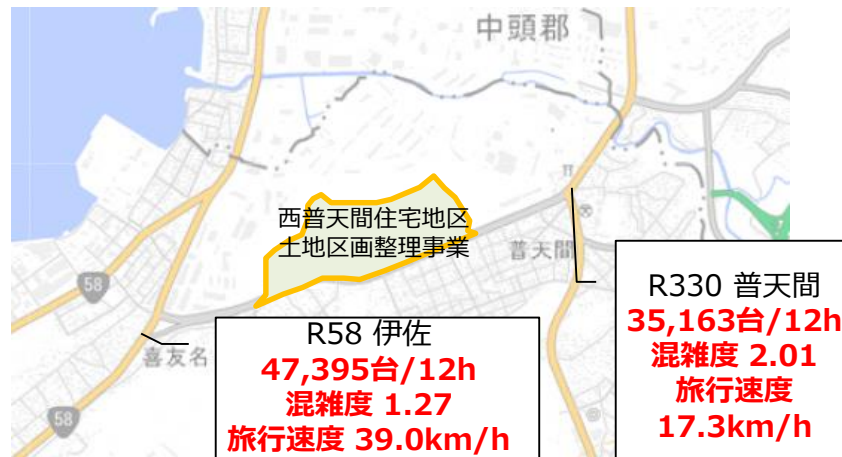 中頭郡
西普天間住宅地区
土地区画整理事業
普天間
58
喜友名
58
R58 伊佐
47,395台/12h
混雑度 1.27
旅行速度 39.0km/h
R330 普天間
35,163台/12h
混雑度 2.01
旅行速度
17.3km/h